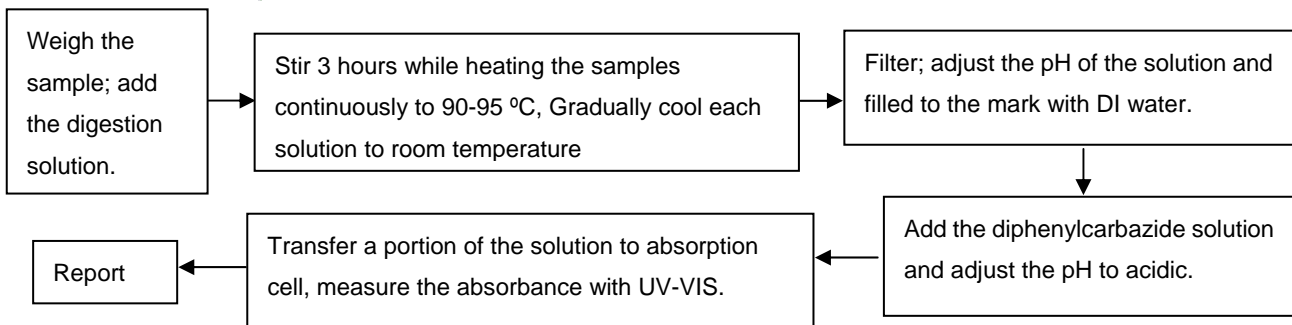 Weigh the
sample; add
the digestion
solution.
Stir 3 hours while heating the samples
continuously to 90-95 ºC, Gradually cool each
solution to room temperature
Filter; adjust the pH of the solution and
filled to the mark with DI water.
Add the diphenylcarbazide solution
and adjust the pH to acidic.
Transfer a portion of the solution to absorption
cell, measure the absorbance with UV-VIS.
Report